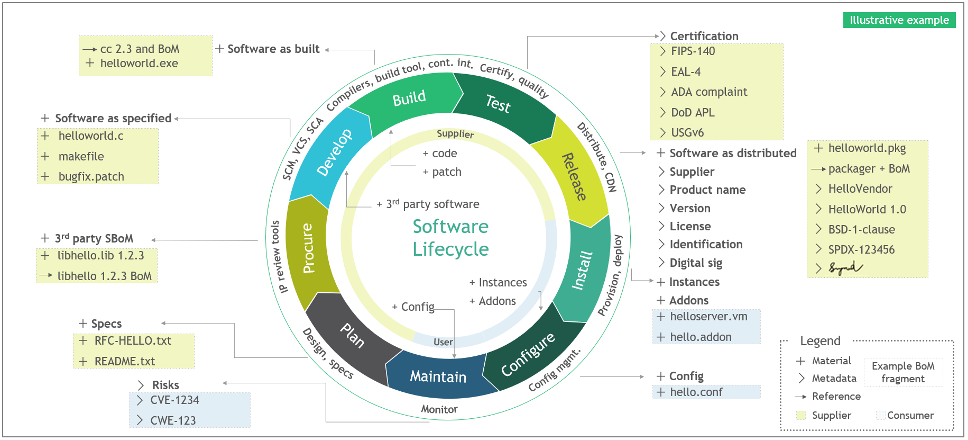 Illustrative example
→ cc 2.3 and BoM
+ helloworld.exe
+ Software as built
+ Software as specified
+ helloworld.c
+ makefile
+ bugfix.patch
+ 3rd party SBoM
+ libhello.lib 1.2.3
→ libhello 1.2.3 BoM
+ Specs
+ RFC-HELLO.txt
+ README.txt
> Risks
> CVE-1234
> CWE-123
Compilers, build tool, cont. int.
Certify, quality
Distribute, CDN
Provision, deploy
Config mgmt.
Monitor
Design, specs
IP review tools
SCM, VCS, SCA
Build
Test
Release
Install
Configure
Maintain
Plan
Procure
Develop
Supplier
+ code
+ patch
+ 3rd party software
Software
Lifecycle
+ Instances
+ Addons
+ Config
User
> Certification
> FIPS-140
> EAL-4
> ADA complaint
> DoD APL
> USGv6
+ Software as distributed
> Supplier
> Product name
> Version
> License
> Identification
> Digital sig
+ Instances
+ Addons
+ helloserver.vm
+ hello.addon
+ Config
+ hello.conf
+ helloworld.pkg
→ packager + BoM
> HelloVendor
> HelloWorld 1.0
> BSD-1-clause
> SPDX-123456
>
Legend
+ Material
> Metadata
→ Reference
Example BoM
fragment
Supplier
Consumer